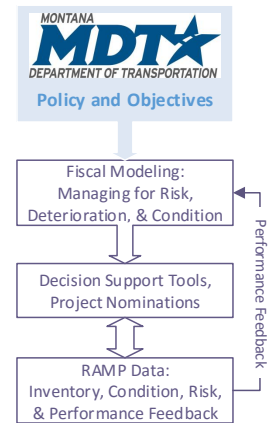 MONTANA
MDT
DEPARTMENT OF TRANSPORTATION
Policy and Objectives
Fiscal Modeling:
Managing for Risk,
Deterioration, & Condition
Performance Feedback
Decision Support Tools,
Project Nominations
RAMP Data:
Inventory, Condition, Risk,
& Performance Feedback